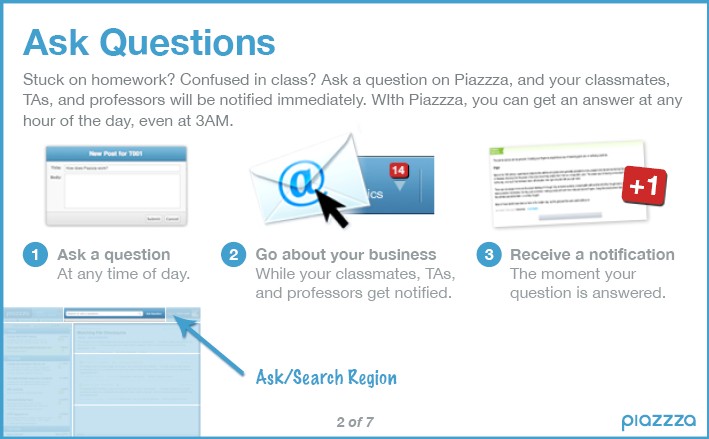 Ask Questions
Stuck on homework? Confused in class? Ask a question on Piazzza, and your classmates,
TAs, and professors will be notified immediately. WIth Piazzza, you can get an answer at any
hour of the day, even at 3AM.
New Post for T001
Title:
How does Piazzza work?
Body:
Submit
Cancel
@
14
ics
+1
1 Ask a question
At any time of day.
2 Go about your business
While your classmates, TAs,
and professors get notified.
3 Receive a notification
The moment your
question is answered.
Ask/Search Region
2 of 7
piazzza